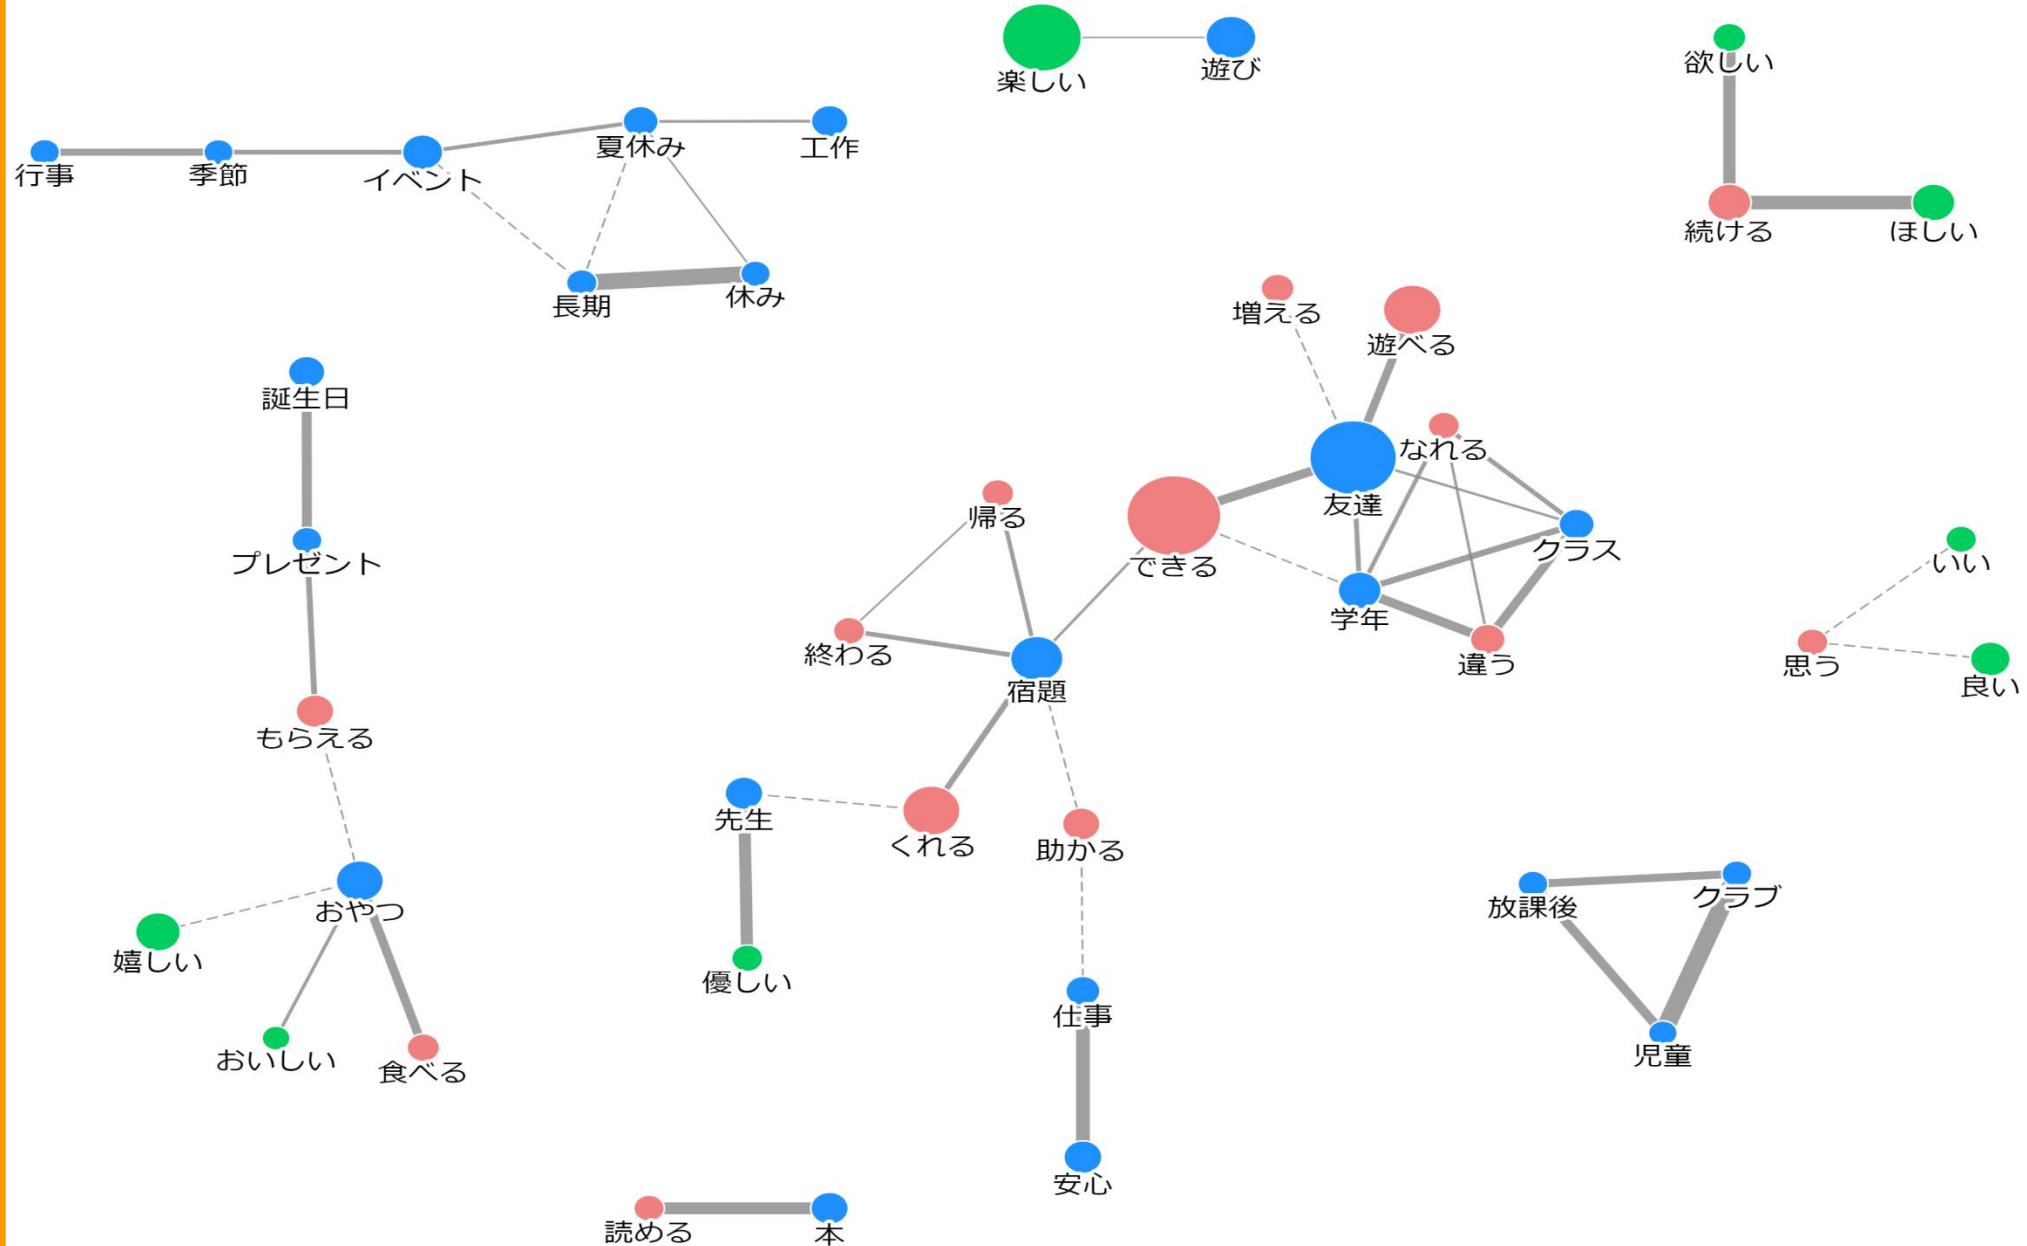 楽しい
遊び
欲しい
行事
季節
イベント
夏休み
工作
続ける
ほしい
長期
休み
増える
遊べる
誕生日
なれる
友達
帰る
できる
クラス
プレゼント
いい
学年
終わる
違う
思う
宿題
良い
もらえる
先生
くれる
助かる
おやつ
放課後
クラブ
嬉しい
優しい
仕事
おいしい
食べる
児童
安心
読める
本